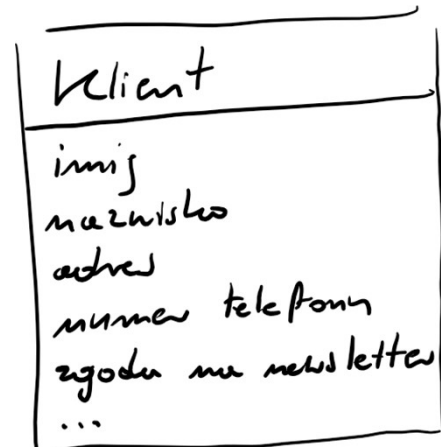 Klient
imię
nazwisko
adres
numer telefonu
zgoda na newsletter
...